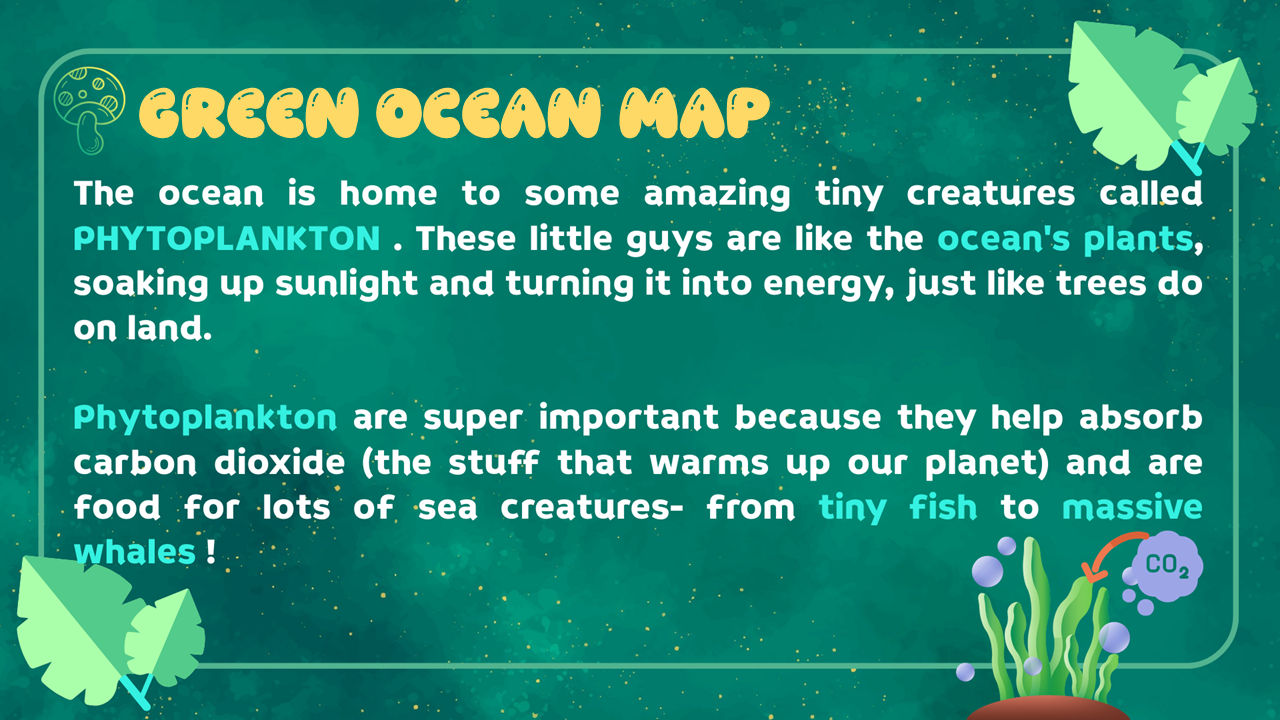 GREEN OCEAN MAP
The ocean is home to some amazing tiny creatures called
PHYTOPLANKTON . These little guys are like the ocean's plants,
soaking up sunlight and turning it into energy, just like trees do
on land.
Phytoplankton are super important because they help absorb
carbon dioxide (the stuff that warms up our planet) and are
food for lots of sea creatures- from tiny fish to massive
whales !
CO₂